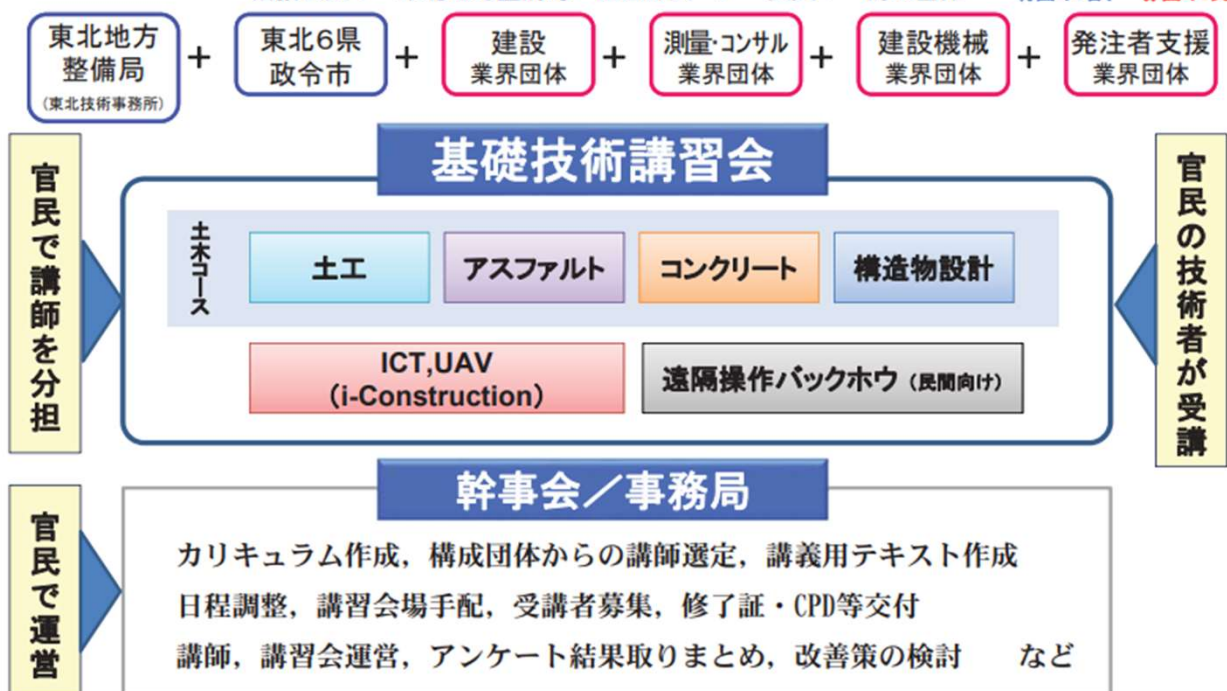 東北地方
整備局
(東北技術事務所)
+
東北6県
政令市
+
建設
業界団体
+
測量・コンサル
業界団体
+
建設機械
業界団体
+
発注者支援
業界団体
基礎技術講習会
官民で講師を分担
土木コース
土工
アスファルト
コンクリート
構造物設計
ICT,UAV
(i-Construction)
遠隔操作バックホウ (民間向け)
官民の技術者が受講
幹事会/事務局
官民で運営
カリキュラム作成,構成団体からの講師選定,講義用テキスト作成
日程調整,講習会場手配,受講者募集,修了証・CPD等交付
講師,講習会運営,アンケート結果取りまとめ,改善策の検討 など